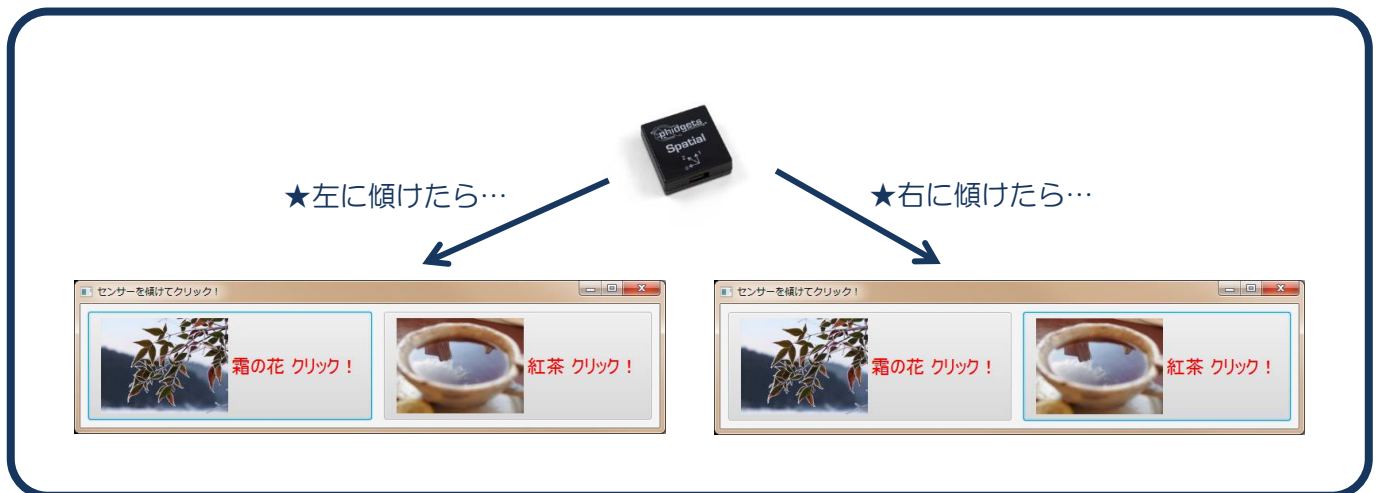 phidgets
Spatial
★左に傾けたら…
★右に傾けたら…
センサーを傾けてクリック！
霜の花 クリック！
紅茶 クリック！
センサーを傾けてクリック！
霜の花 クリック！
紅茶 クリック！